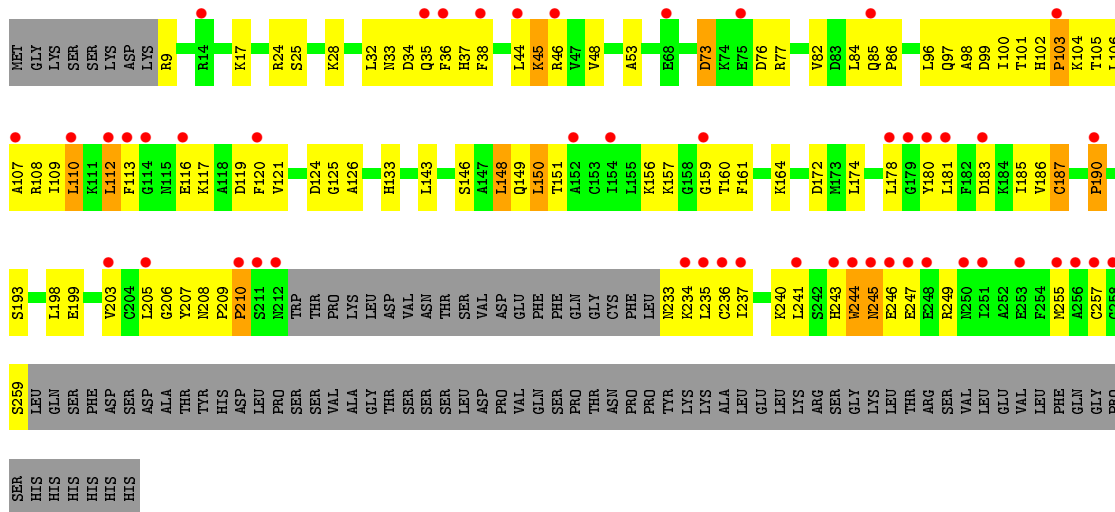 MET GLY LYS SER SER LYS ASP LYS R9 R14 K17 R24 S25 K28 L32 N33 D34 Q35 F36 H37 F38 L44 K45 R46 V47 V48 A53 E68 D73 K74 E75 D76 R77 V82 D83 L84 Q85 P86 L96 Q97 A98 D99 I100 T101 H102 P103 K104 T105 L106
A107 R108 I109 L110 K111 L112 F113 G114 N115 E116 K117 A118 D119 F120 V121 D124 G125 A126 H133 L143 S146 A147 L148 Q149 L150 T151 A152 C153 I154 L155 K156 K157 G158 G159 T160 F161 K164 D172 M173 L174 L178 G179 Y180 L181 F182 D183 K184 I185 V186 C187 P190
S193 L198 E199 V203 C204 L205 G206 Y207 N208 P209 P210 S211 N212 TRP THR PRO LYS LEU ASP VAL ASN THR SER VAL ASP GLU PHE PHE GLN GLY CYS PHE LEU N233 K234 L235 C236 I237 K240 L241 S242 H243 W244 N245 E246 E247 E248 R249 N250 I251 A252 E253 F254 M255 A256 C257 G258
S259 LEU GLN SER PHE ASP SER ASP ALA THR TYR HIS ASP LEU PRO SER SER VAL ALA GLY THR SER SER SER LEU ASP PRO VAL GLN SER PRO THR ASN PRO PRO TYR LYS LYS ALA LEU GLU LEU LYS ARG SER GLY LYS LEU THR ARG SER VAL LEU GLU VAL LEU PHE GLN GLY PRO
SER HIS HIS HIS HIS HIS HIS